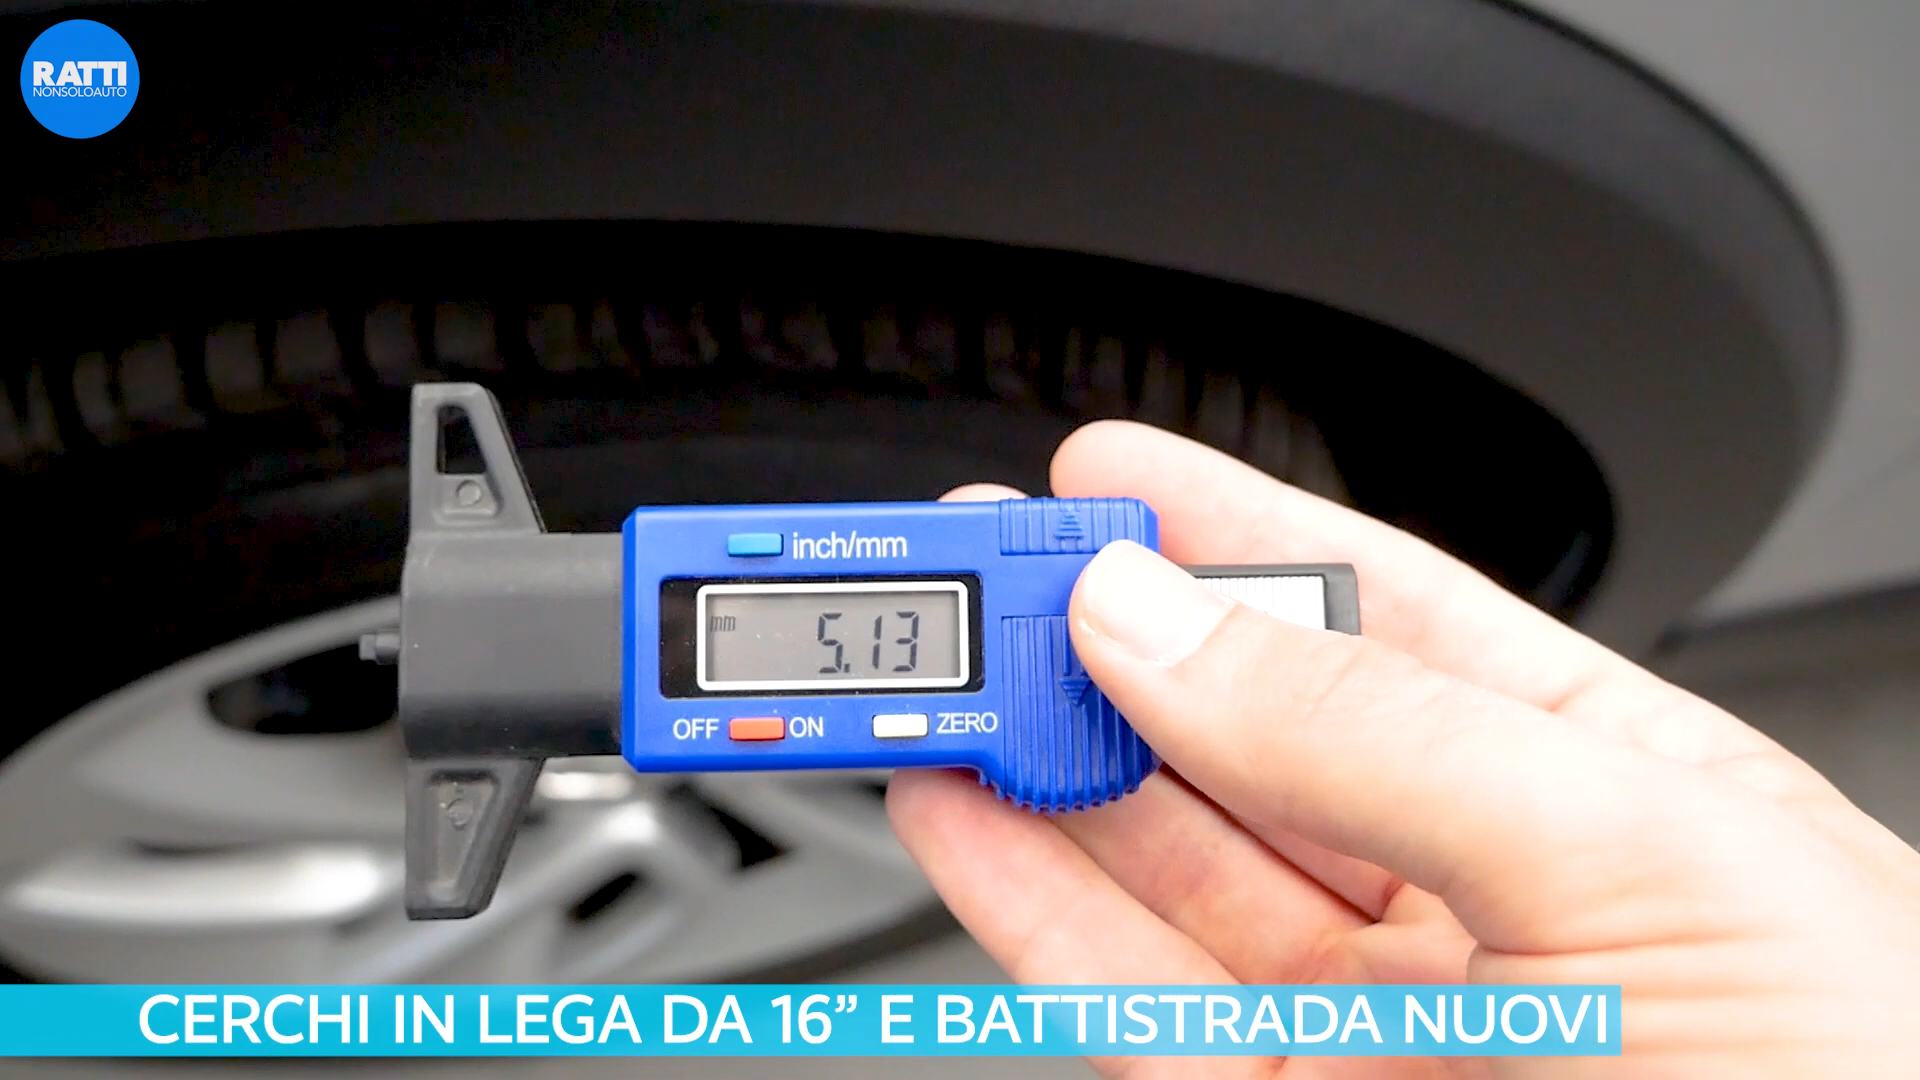 RATTI
NONSOLOAUTO
inch/mm
mm
5.13
OFF ON ZERO
CERCHI IN LEGA DA 16” E BATTISTRADA NUOVI